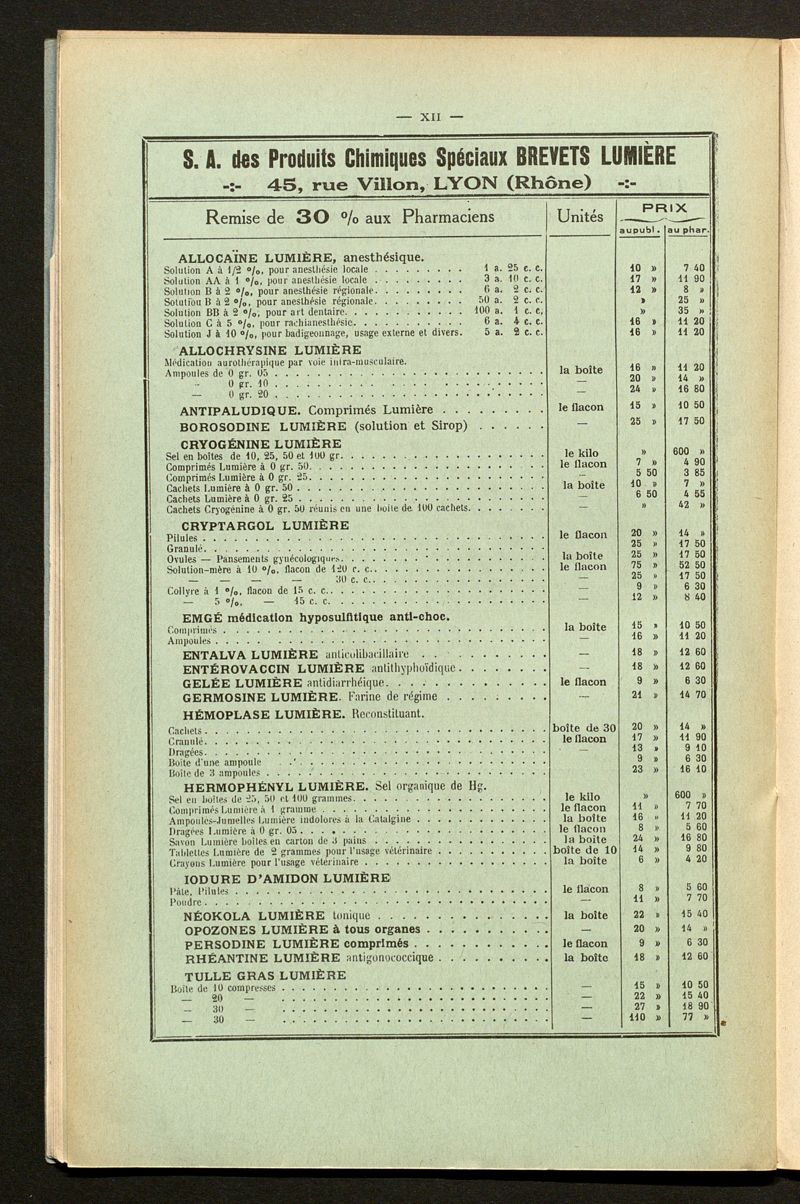 — XII —
S. A. des Produits Chimiques Spéciaux BREVETS LUMIÈRE
-:- 45, rue Villon, LYON (Rhône) -:-
Remise de 30 % aux Pharmaciens Unités PRIX
au publ. au phar.
ALLOCAÏNE LUMIÈRE, anesthésique.
Solution A à 1/2 %, pour anesthésie locale 1 a. 25 c. c. 10 » 7 40
Solution AA à 1 %, pour anesthésie locale 3 a. 10 c. c. — 17 » 11 90
Solution B à 2 %, pour anesthésie régionale 6 a. 2 c. c. 12 » 8 »
Solution B à 2 %, pour anesthésie régionale 50 a. 2 c. c. » 25 »
Solution BB à 2 %, pour art dentaire 100 a. 1 c. c. » 35 »
Solution C à 5 %, pour rachianesthésie 6 a. 4 c. c. 16 » 11 20
Solution J à 10 %, pour badigeonnage, usage externe et divers. 5 a. 2 c. c. 16 » 11 20
ALLOCHRYSINE LUMIÈRE
Médication aurothérapique par voie intra-musculaire.
Ampoules de 0 gr. 05 la boîte 16 » 11 20
0 gr. 10 — 20 » 14 »
— 0 gr. 20 — 24 » 16 80
ANTIPALUDIQUE. Comprimés Lumière le flacon 15 » 10 50
BOROSODINE LUMIÈRE (solution et Sirop) — 25 » 17 50
CRYOGÉNINE LUMIÈRE
Sel en boîtes de 10, 25, 50 et 100 gr. le kilo » 600 »
Comprimés Lumière à 0 gr. 50. le flacon 7 » 4 90
Comprimés Lumière à 0 gr. 25. — 5 50 3 85
Cachets Lumière à 0 gr. 50 la boîte 10 » 7 »
Cachets Lumière à 0 gr. 25 — 6 50 4 55
Cachets Cryogénine à 0 gr. 50 réunis en une boîte de 100 cachets. — » 42 »
CRYPTARGOL LUMIÈRE
Pilules le flacon 20 » 14 »
Granulé. 25 » 17 50
Ovules — Pansements gynécologiques. la boîte 25 » 17 50
Solution-mère à 10 %, flacon de 120 c. c. le flacon 75 » 52 50
— — — — 30 c. c. — 25 » 17 50
Collyre à 1 %, flacon de 15 c. c. — 9 » 6 30
— 5 %, — 15 c. c. — 12 » 8 40
EMGÉ médication hyposulfitique anti-choc.
Comprimés la boîte 15 » 10 50
Ampoules — 16 » 11 20
ENTALVA LUMIÈRE anticolibacillaire — 18 » 12 60
ENTÉROVACCIN LUMIÈRE antithyphoïdique — 18 » 12 60
GELÉE LUMIÈRE antidiarrhéique. le flacon 9 » 6 30
GERMOSINE LUMIÈRE. Farine de régime — 21 » 14 70
HÉMOPLASE LUMIÈRE. Reconstituant.
Cachets boîte de 30 20 » 14 »
Granulé le flacon 17 » 11 90
Dragées. — 13 » 9 10
Boîte d'une ampoule 9 » 6 30
Boîte de 3 ampoules 23 » 16 10
HERMOPHÉNYL LUMIÈRE. Sel organique de Hg.
Sel en boîtes de 25, 50 et 100 grammes. le kilo » 600 »
Comprimés Lumière à 1 gramme le flacon 11 » 7 70
Ampoules-Jumelles Lumière indolores à la Catalgine la boîte 16 » 11 20
Dragées Lumière à 0 gr. 05 le flacon 8 » 5 60
Savon Lumière boîtes en carton de 3 pains la boîte 24 » 16 80
Tablettes Lumière de 2 grammes pour l'usage vétérinaire boîte de 10 14 » 9 80
Crayons Lumière pour l'usage vétérinaire la boîte 6 » 4 20
IODURE D'AMIDON LUMIÈRE
Pâte, Pilules le flacon 8 » 5 60
Poudre — 11 » 7 70
NÉOKOLA LUMIÈRE tonique la boîte 22 » 15 40
OPOZONES LUMIÈRE à tous organes — 20 » 14 »
PERSODINE LUMIÈRE comprimés le flacon 9 » 6 30
RHÉANTINE LUMIÈRE antigonococcique la boîte 18 » 12 60
TULLE GRAS LUMIÈRE
Boîte de 10 compresses — 15 » 10 50
— 20 — — 22 » 15 40
— 30 — — 27 » 18 90
— 30 — — 110 » 77 »